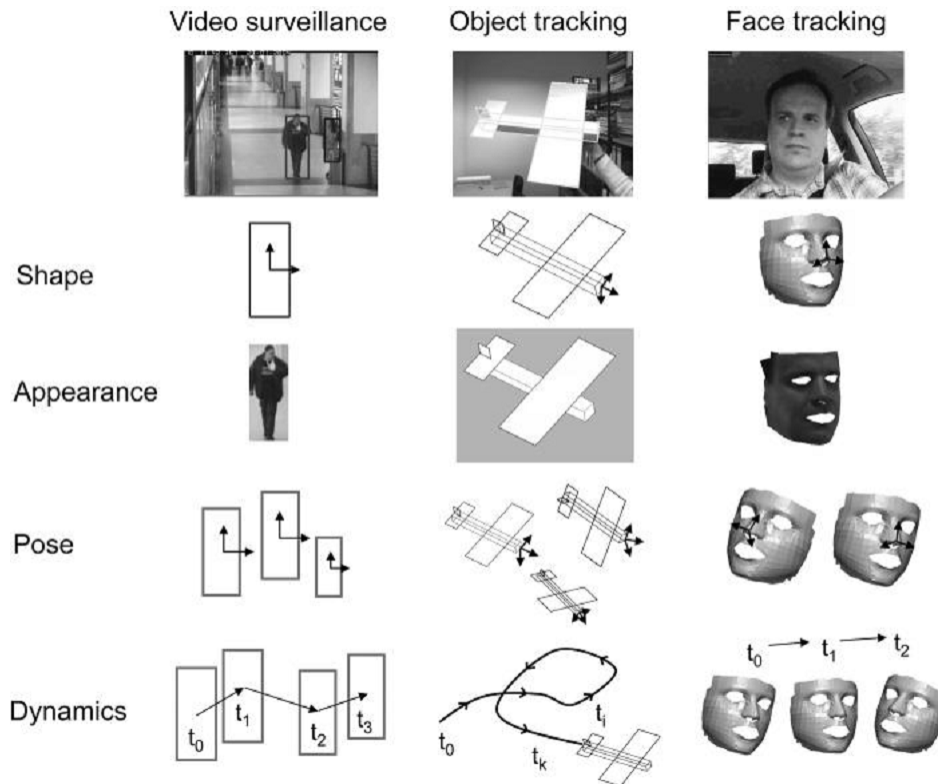 Video surveillance Object tracking Face tracking
Shape
Appearance
Pose
Dynamics
t0 t1 t2 t3
t0 ti tk
t0 t1 t2